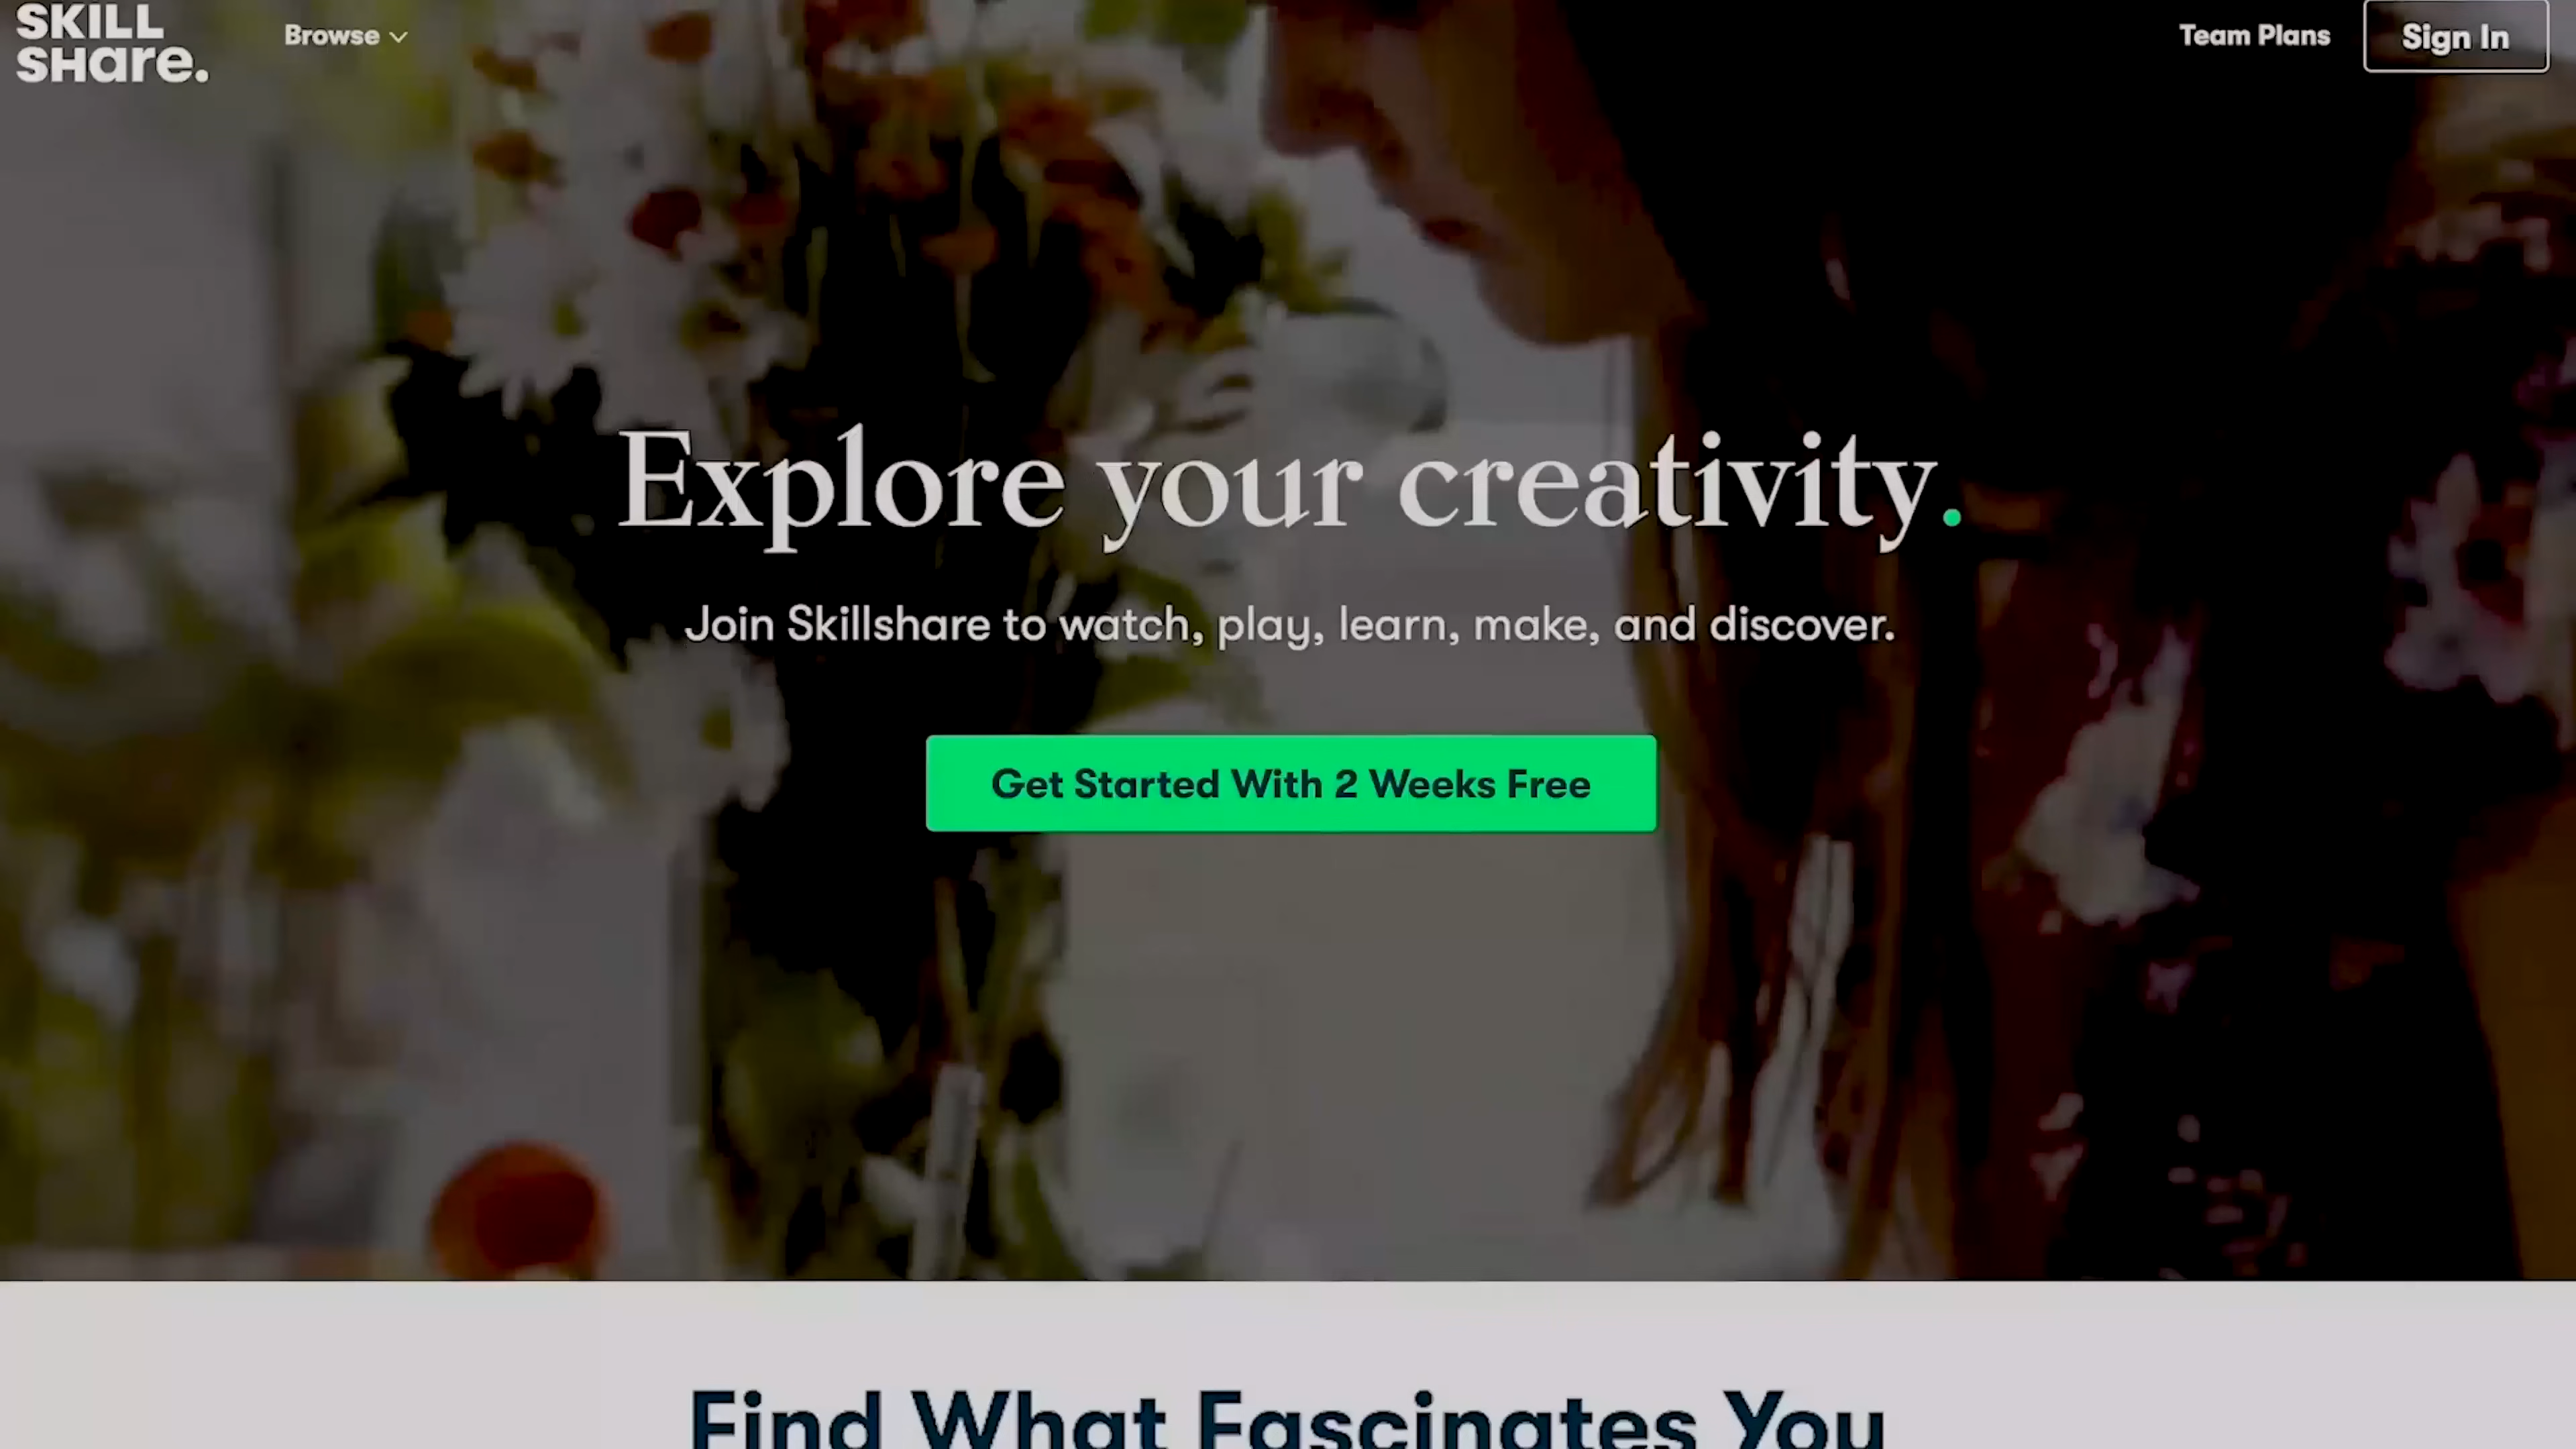 SKILL
SHare.
Browse
Team Plans
Sign In
Explore your creativity.
Join Skillshare to watch, play, learn, make, and discover.
Get Started With 2 Weeks Free
Find What Fascinates You